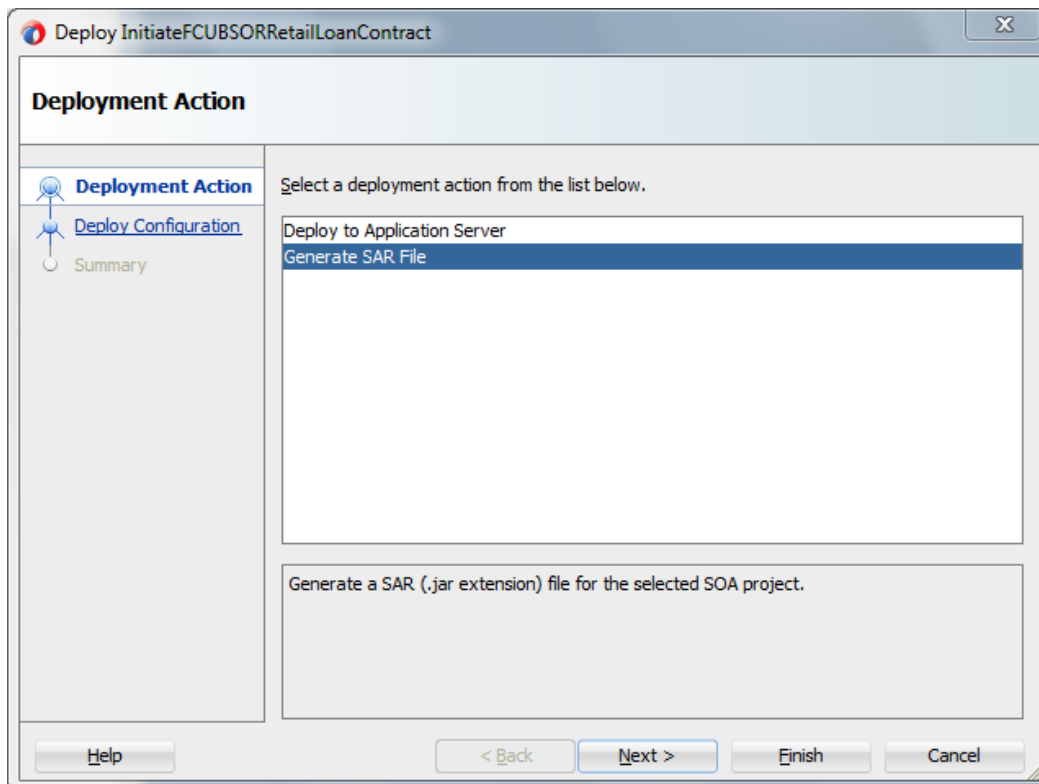 Deploy InitiateFCUBSORRetailLoanContract
Deployment Action
Deployment Action
Deploy Configuration
Summary
Select a deployment action from the list below.
Deploy to Application Server
Generate SAR File
Generate a SAR (.jar extension) file for the selected SOA project.
Help
< Back
Next >
Finish
Cancel